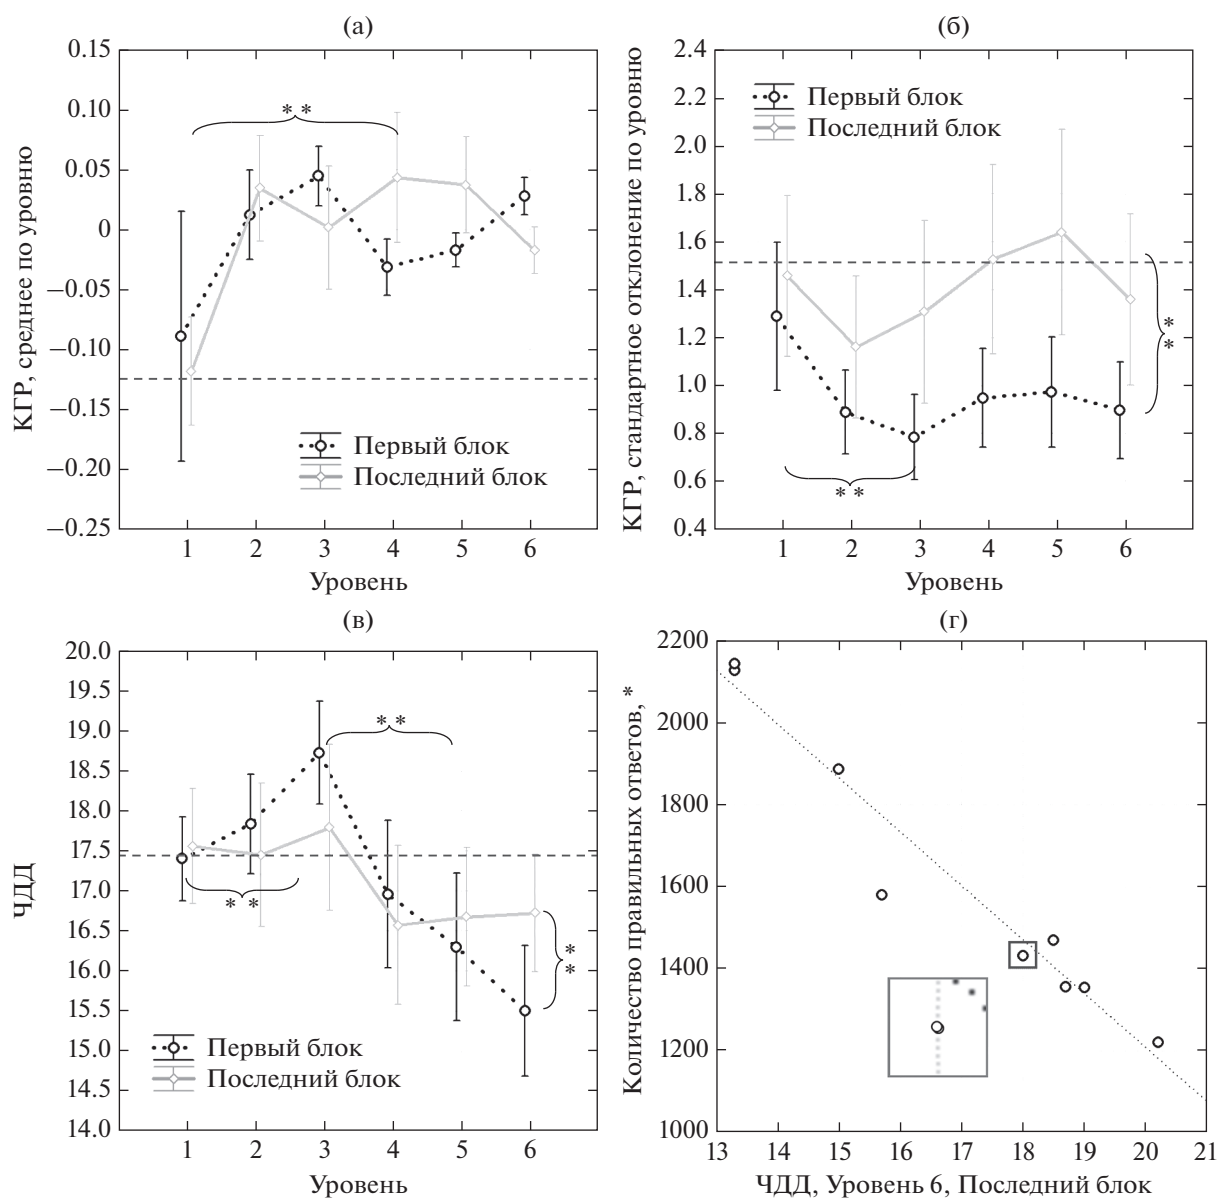 (а)
КГР, среднее по уровню
0.15
0.10
0.05
0
−0.05
−0.10
−0.15
−0.20
−0.25
* *
Первый блок
Последний блок
1 2 3 4 5 6
Уровень
(б)
КГР, стандартное отклонение по уровню
2.4
2.2
2.0
1.8
1.6
1.4
1.2
1.0
0.8
0.6
0.4
Первый блок
Последний блок
* *
* *
1 2 3 4 5 6
Уровень
(в)
ЧДД
20.0
19.5
19.0
18.5
18.0
17.5
17.0
16.5
16.0
15.5
15.0
14.5
14.0
* *
* *
* *
Первый блок
Последний блок
1 2 3 4 5 6
Уровень
(г)
Количество правильных ответов, *
2200
2000
1800
1600
1400
1200
1000
13 15 16 17 18 19 20 21
ЧДД, Уровень 6, Последний блок